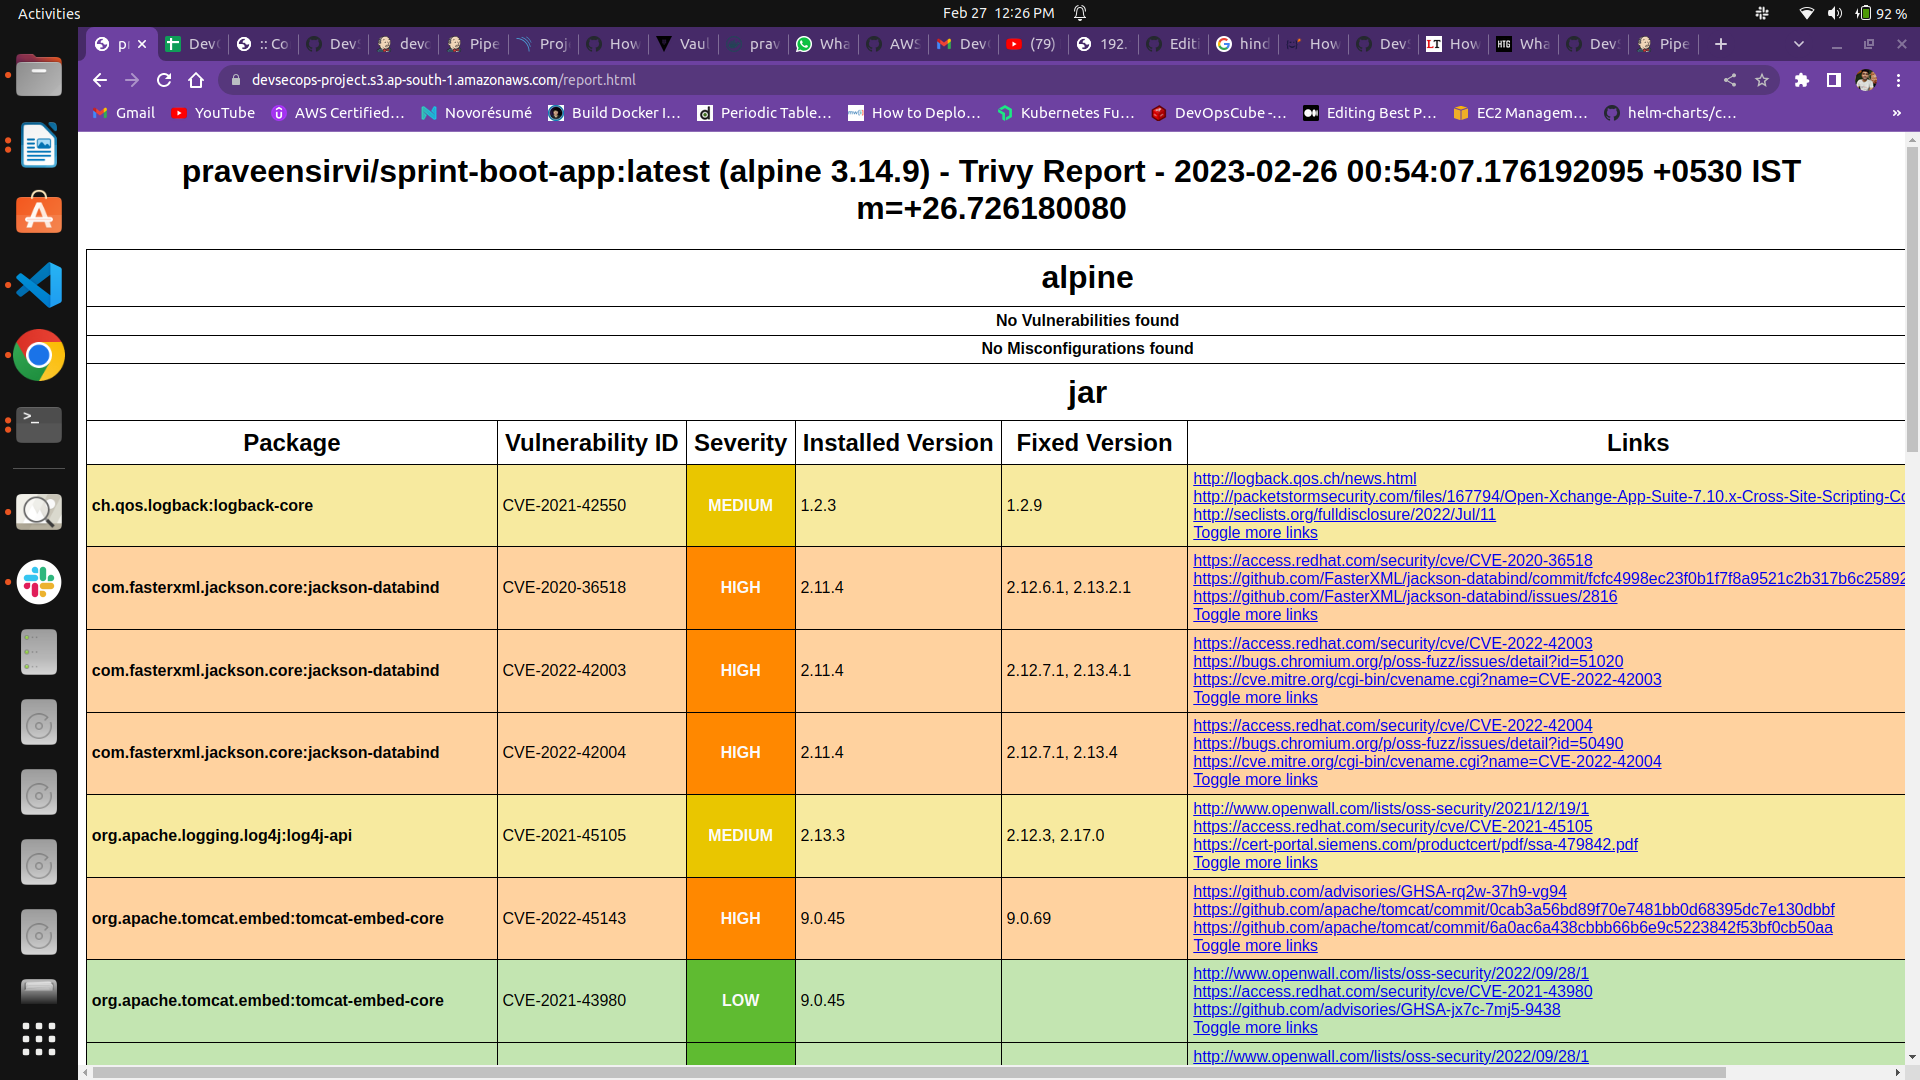 Activities
Feb 27 12:26 PM
92 %
pr
Dev
:: Co
Dev
devo
Pipe
Proj
How
Vaul
prav
Wha
AWS
Dev
(79)
192.
Editi
hind
How
Dev
How
Wha
Dev
Pipe
devsecops-project.s3.ap-south-1.amazonaws.com/report.html
Gmail
YouTube
AWS Certified…
Novorésumé
Build Docker I…
Periodic Table…
How to Deplo…
Kubernetes Fu…
DevOpsCube -…
Editing Best P…
EC2 Managem…
helm-charts/c…
»
praveensirvi/sprint-boot-app:latest (alpine 3.14.9) - Trivy Report - 2023-02-26 00:54:07.176192095 +0530 IST
m=+26.726180080
alpine
No Vulnerabilities found
No Misconfigurations found
jar
Package Vulnerability ID Severity Installed Version Fixed Version Links
ch.qos.logback:logback-core CVE-2021-42550 MEDIUM 1.2.3 1.2.9
http://logback.qos.ch/news.html
http://packetstormsecurity.com/files/167794/Open-Xchange-App-Suite-7.10.x-Cross-Site-Scripting-Co
http://seclists.org/fulldisclosure/2022/Jul/11
Toggle more links
com.fasterxml.jackson.core:jackson-databind CVE-2020-36518 HIGH 2.11.4 2.12.6.1, 2.13.2.1
https://access.redhat.com/security/cve/CVE-2020-36518
https://github.com/FasterXML/jackson-databind/commit/fcfc4998ec23f0b1f7f8a9521c2b317b6c25892
https://github.com/FasterXML/jackson-databind/issues/2816
Toggle more links
com.fasterxml.jackson.core:jackson-databind CVE-2022-42003 HIGH 2.11.4 2.12.7.1, 2.13.4.1
https://access.redhat.com/security/cve/CVE-2022-42003
https://bugs.chromium.org/p/oss-fuzz/issues/detail?id=51020
https://cve.mitre.org/cgi-bin/cvename.cgi?name=CVE-2022-42003
Toggle more links
com.fasterxml.jackson.core:jackson-databind CVE-2022-42004 HIGH 2.11.4 2.12.7.1, 2.13.4
https://access.redhat.com/security/cve/CVE-2022-42004
https://bugs.chromium.org/p/oss-fuzz/issues/detail?id=50490
https://cve.mitre.org/cgi-bin/cvename.cgi?name=CVE-2022-42004
Toggle more links
org.apache.logging.log4j:log4j-api CVE-2021-45105 MEDIUM 2.13.3 2.12.3, 2.17.0
http://www.openwall.com/lists/oss-security/2021/12/19/1
https://access.redhat.com/security/cve/CVE-2021-45105
https://cert-portal.siemens.com/productcert/pdf/ssa-479842.pdf
Toggle more links
org.apache.tomcat.embed:tomcat-embed-core CVE-2022-45143 HIGH 9.0.45 9.0.69
https://github.com/advisories/GHSA-rq2w-37h9-vg94
https://github.com/apache/tomcat/commit/0cab3a56bd89f70e7481bb0d68395dc7e130dbbf
https://github.com/apache/tomcat/commit/6a0ac6a438cbbb66b6e9c5223842f53bf0cb50aa
Toggle more links
org.apache.tomcat.embed:tomcat-embed-core CVE-2021-43980 LOW 9.0.45
http://www.openwall.com/lists/oss-security/2022/09/28/1
https://access.redhat.com/security/cve/CVE-2021-43980
https://github.com/advisories/GHSA-jx7c-7mj5-9438
Toggle more links
http://www.openwall.com/lists/oss-security/2022/09/28/1